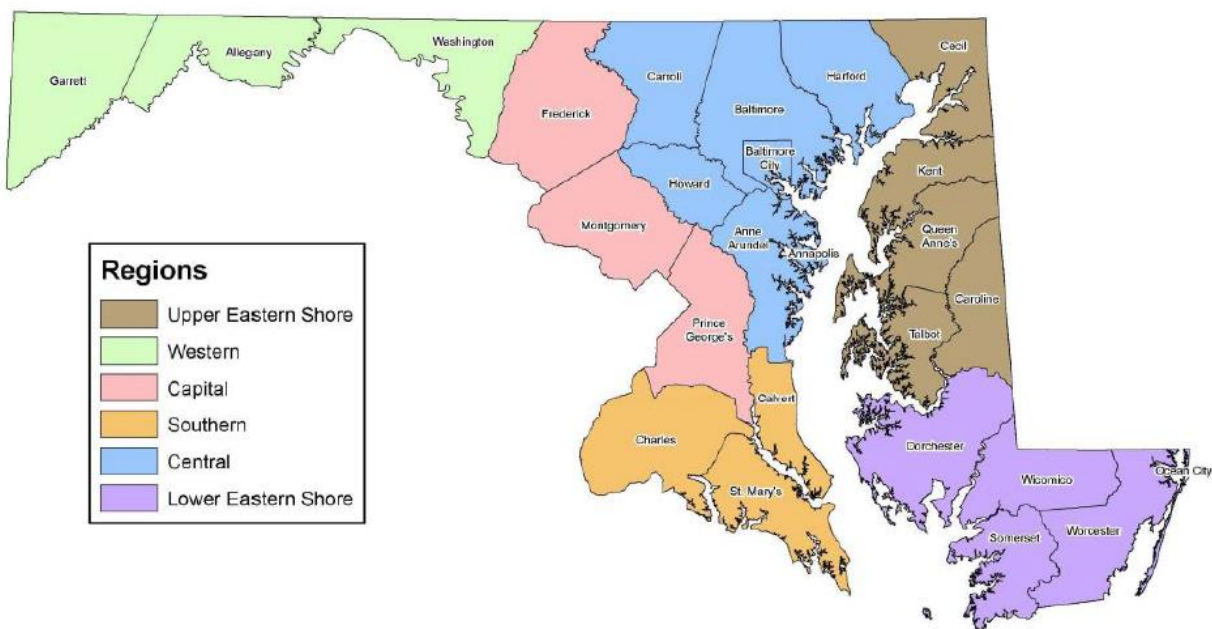 Garrett
Allegany
Washington
Frederick
Carroll
Baltimore
Harford
Cecil
Baltimore
City
Howard
Montgomery
Anne
Arundel
Annapolis
Kent
Queen
Anne's
Caroline
Talbot
Prince
George's
Calvert
Charles
St. Mary's
Dorchester
Wicomico
Ocean City
Somerset
Worcester
Regions
Upper Eastern Shore
Western
Capital
Southern
Central
Lower Eastern Shore